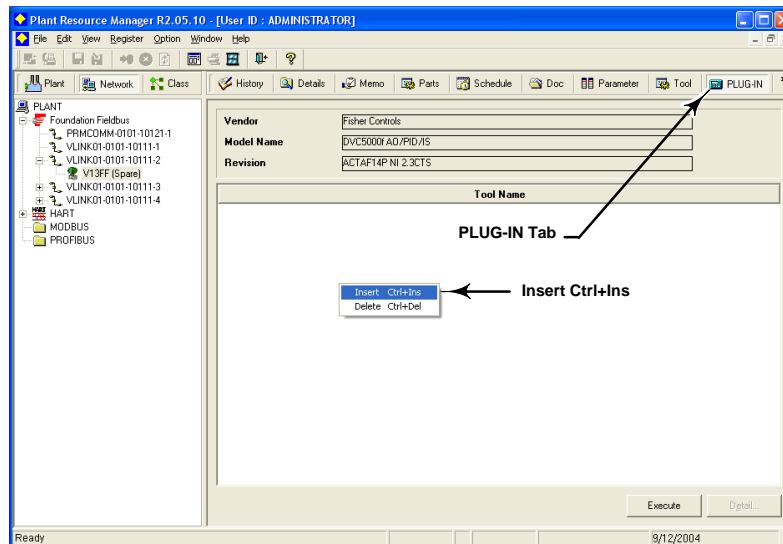 Plant Resource Manager R2.05.10 - [User ID : ADMINISTRATOR]
File Edit View Register Option Window Help
Plant Network Class History Details Memo Parts Schedule Doc Parameter Tool PLUG-IN
PLANT
Foundation Fieldbus
PRMCOMM-0101-10121-1
VLINK01-0101-10111-1
VLINK01-0101-10111-2
V13FF (Spare)
VLINK01-0101-10111-3
VLINK01-0101-10111-4
HART HART
MODBUS
PROFIBUS
Vendor Fisher Controls
Model Name DVC5000f AO/PID/IS
Revision ACTAF14P NI 2.3CTS
Tool Name
PLUG-IN Tab
Insert Ctrl+Ins
Delete Ctrl+Del
Insert Ctrl+Ins
Execute Detail...
Ready 9/12/2004